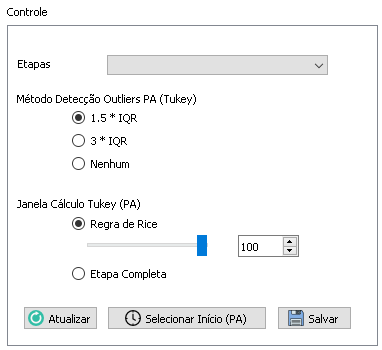 Controle
Etapas
Método Detecção Outliers PA (Tukey)
1.5 * IQR
3 * IQR
Nenhum
Janela Cálculo Tukey (PA)
Regra de Rice
100
Etapa Completa
Atualizar Selecionar Início (PA) Salvar